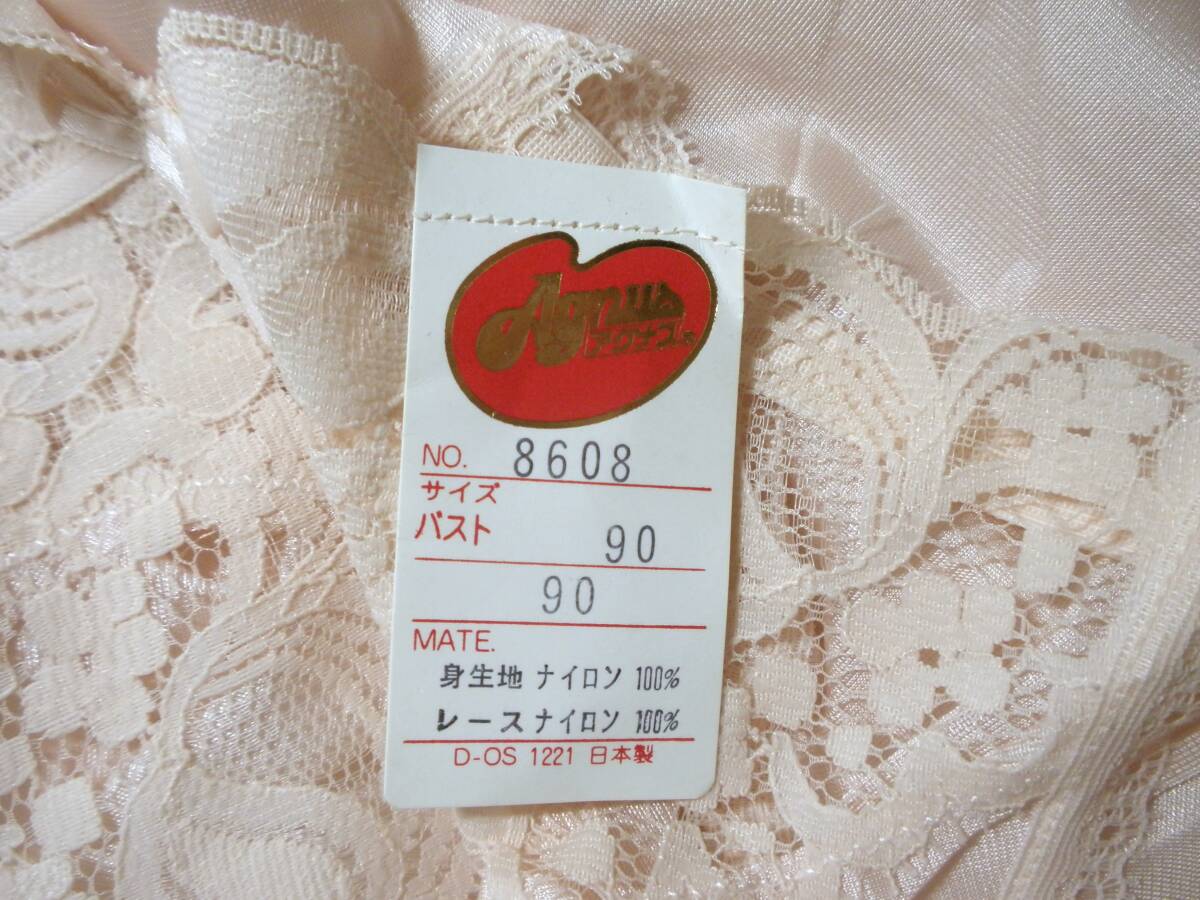 Agnus
アグナス
NO. 8608
サイズ
バスト 90
90
MATE.
身生地 ナイロン 100%
レース ナイロン 100%
D-OS 1221 日本製